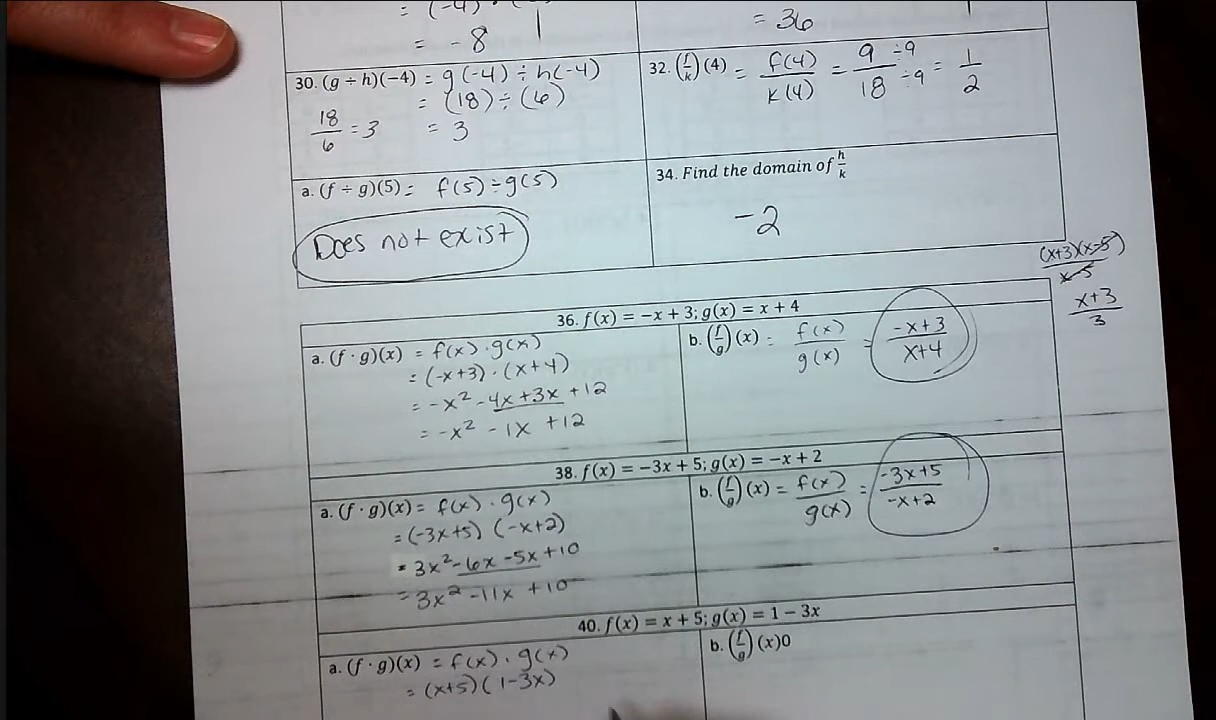 = (-4) · (
= -8
= 36
30. (g ÷ h)(−4) = g(-4) ÷ h(-4)
= (18) ÷ (6)
18/6 = 3
= 3
32. (f/k)(4) = f(4)/k(4) = 9/18 ÷9/÷9 = 1/2
a. (f ÷ g)(5) = f(5) ÷ g(5)
Does not exist
34. Find the domain of h/k
-2
(x+3)(x-5)/x-5
x+3/3
36. f(x) = −x + 3; g(x) = x + 4
a. (f · g)(x) = f(x) · g(x)
= (-x+3) · (x+4)
= -x² - 4x + 3x + 12
= -x² - 1x + 12
b. (f/g)(x) = f(x)/g(x) = -x+3/x+4
38. f(x) = −3x + 5; g(x) = −x + 2
a. (f · g)(x) = f(x) · g(x)
= (-3x+5) (-x+2)
= 3x² - 6x - 5x + 10
= 3x² - 11x + 10
b. (f/g)(x) = f(x)/g(x) = -3x+5/-x+2
40. f(x) = x + 5; g(x) = 1 − 3x
a. (f · g)(x) = f(x) · g(x)
= (x+5)(1-3x)
b. (f/g)(x)0